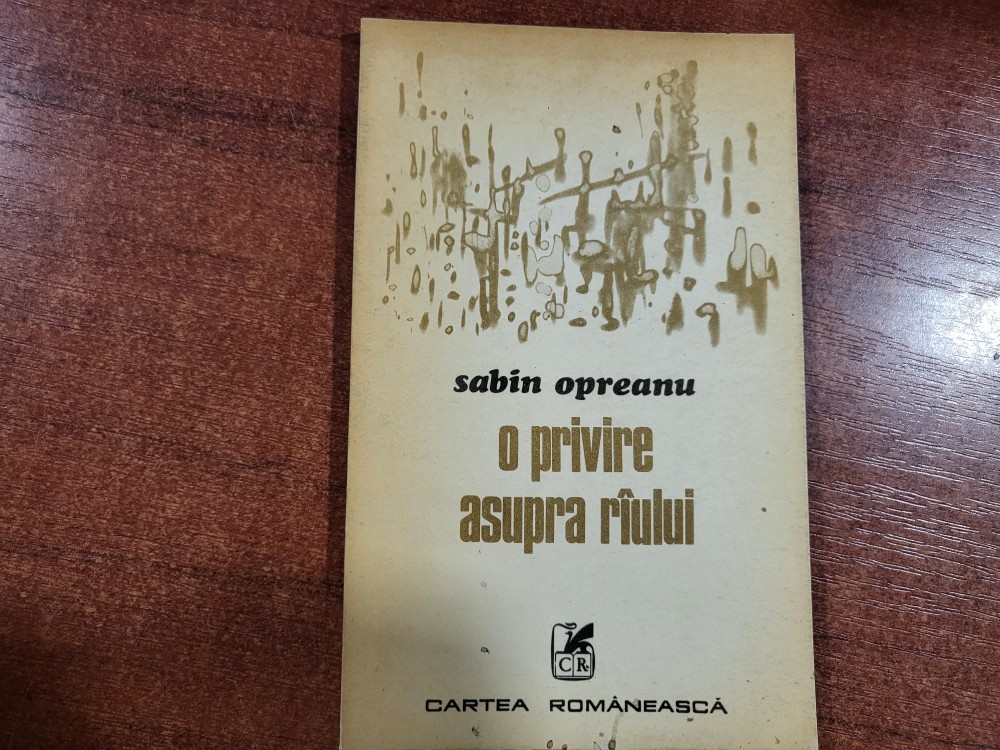 sabin opreanu
o privire
asupra rîului
CR
CARTEA ROMÂNEASCĂ